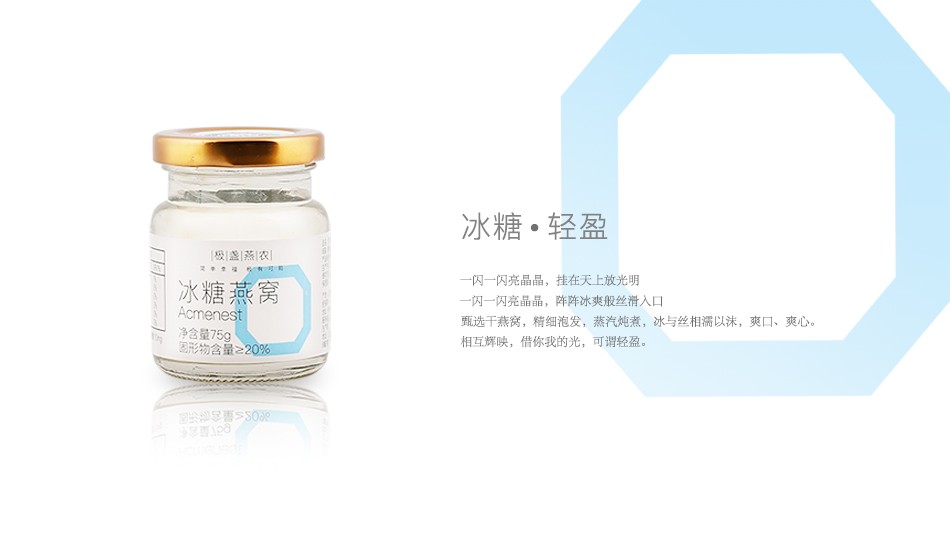 |极|盏|燕|农|
冰糖燕窝
Acmenest
净含量75g
固形物含量≥20%
冰糖•轻盈
一闪一闪亮晶晶，挂在天上放光明
一闪一闪亮晶晶，阵阵冰爽般丝滑入口
甄选干燕窝，精细泡发，蒸汽炖煮，冰与丝相濡以沫，爽口、爽心。
相互辉映，借你我的光，可谓轻盈。